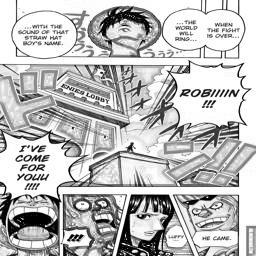 WHEN
THE FIGHT
IS OVER...
...THE
WORLD
WILL
RING...
...WITH THE
SOUND OF THAT
STRAW HAT
BOY'S NAME.
ROBIIIIN
!!!
ENIES LOBBY
I'VE
COME
FOR
YOUU
!!!!
LUFFY...
HE CAME.